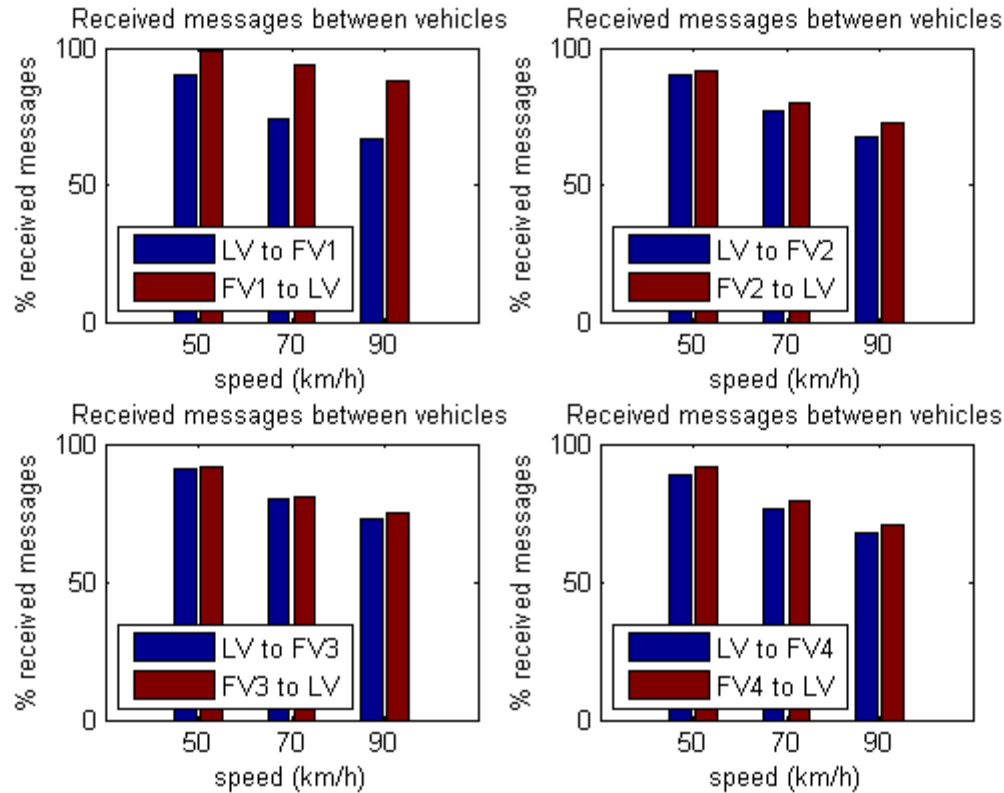 Received messages between vehicles
% received messages
100
50
0
LV to FV1
FV1 to LV
50 70 90
speed (km/h)
Received messages between vehicles
% received messages
100
50
0
LV to FV2
FV2 to LV
50 70 90
speed (km/h)
Received messages between vehicles
% received messages
100
50
0
LV to FV3
FV3 to LV
50 70 90
speed (km/h)
Received messages between vehicles
% received messages
100
50
0
LV to FV4
FV4 to LV
50 70 90
speed (km/h)